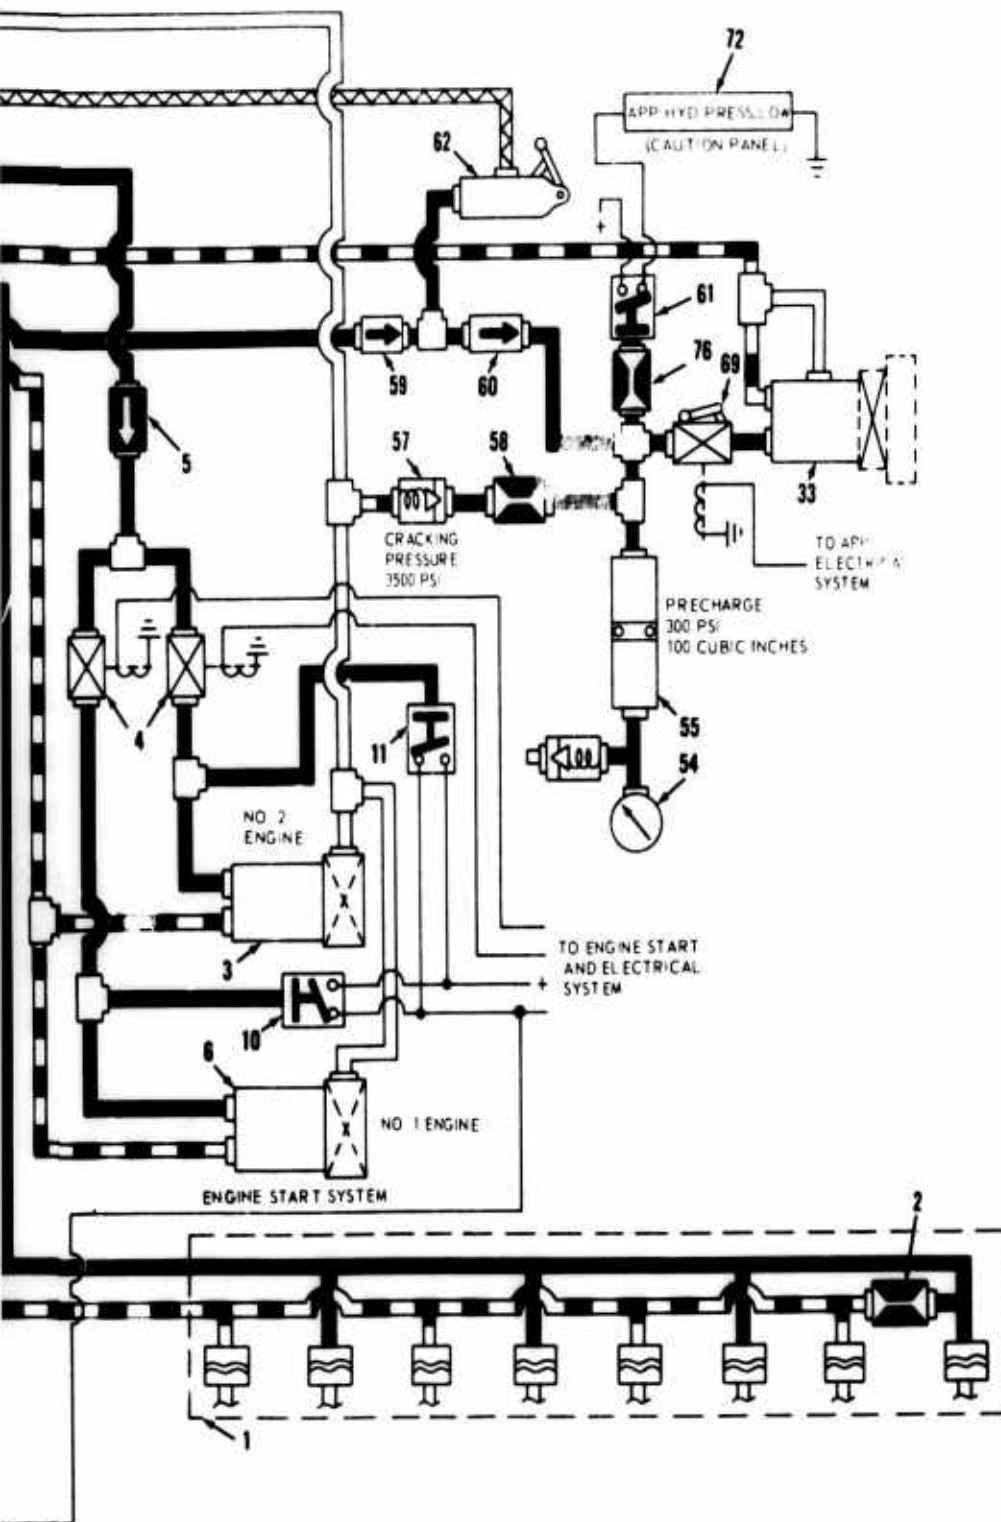 72
APP HYD PRESS LOW
(CAUTION PANEL)
62
+
61
76
69
59
60
5
57
58
33
CRACKING
PRESSURE
3500 PSI
TO
SYSTEM
PRECHARGE
300 PSI
100 CUBIC INCHES
4
11
55
54
NO. 2
ENGINE
X
3
TO ENGINE START
AND ELECTRICAL
+ SYSTEM
10
6
X
NO. 1 ENGINE
ENGINE START SYSTEM
2
1